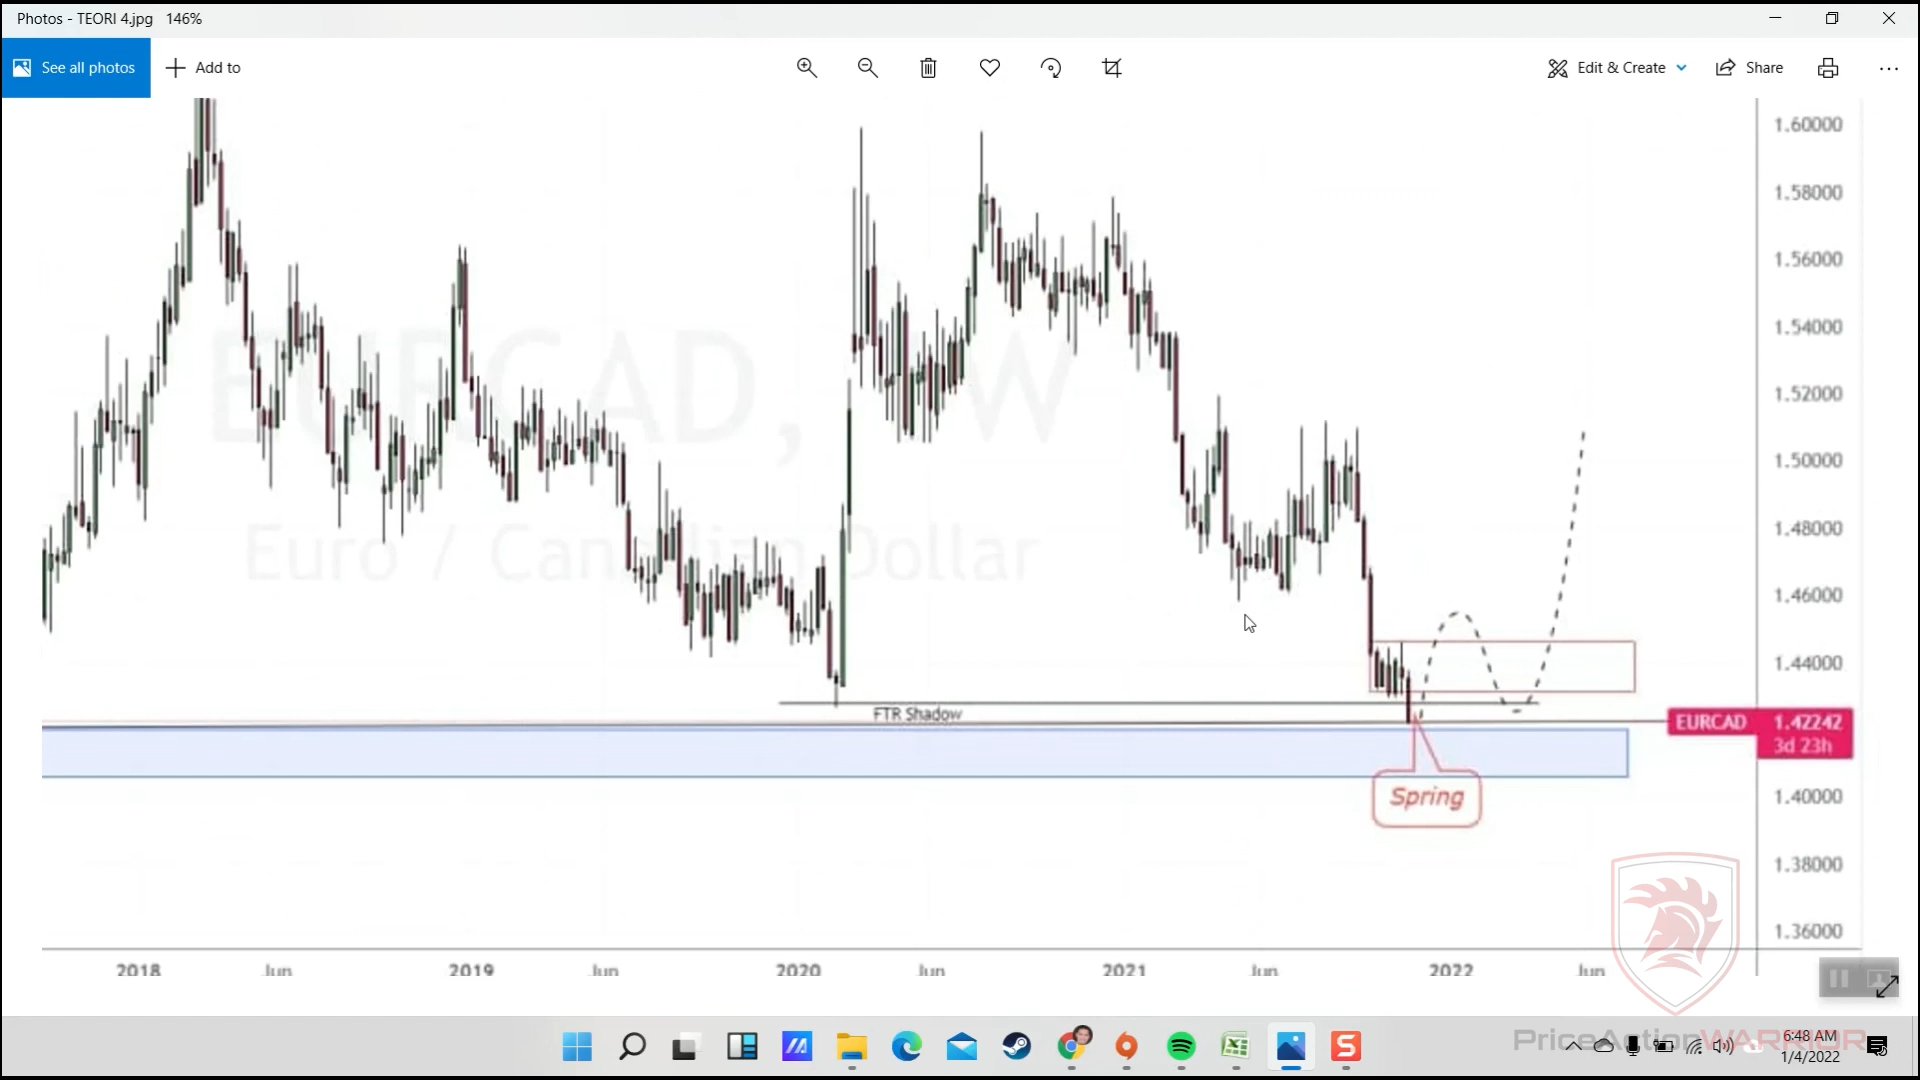 Photos - TEORI 4.jpg 146%
See all photos
Add to
Edit & Create
Share
1.60000
1.58000
1.56000
1.54000
1.52000
1.50000
1.48000
1.46000
1.44000
1.40000
1.38000
1.36000
EURCAD, 1W
Euro / Canadian Dollar
FTR Shadow
EURCAD 1.42242
3d 23h
Spring
2018 Jun 2019 Jun 2020 Jun 2021 Jun 2022 Jun
PriceActionWARRIOR
6:48 AM
1/4/2022